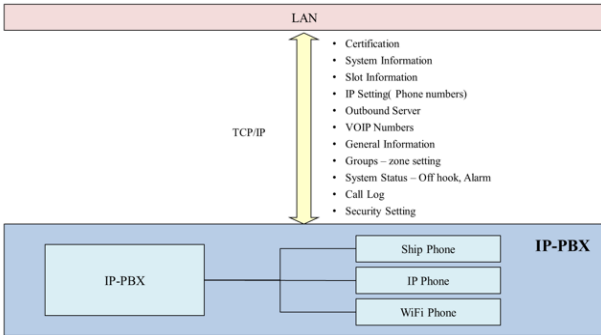 LAN
TCP/IP
• Certification
• System Information
• Slot Information
• IP Setting( Phone numbers)
• Outbound Server
• VOIP Numbers
• General Information
• Groups – zone setting
• System Status – Off hook, Alarm
• Call Log
• Security Setting
IP-PBX
IP-PBX
Ship Phone
IP Phone
WiFi Phone